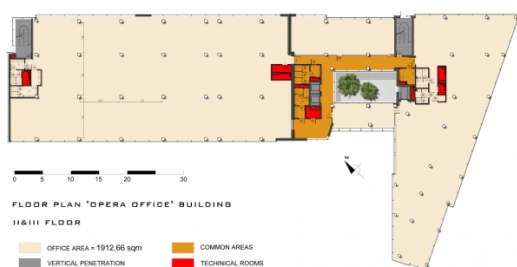 N
0 5 10 15 20 30
FLOOR PLAN "OPERA OFFICE" BUILDING
II&III FLOOR
OFFICE AREA = 1912,66 sqm
COMMON AREAS
VERTICAL PENETRATION
TECHNICAL ROOMS